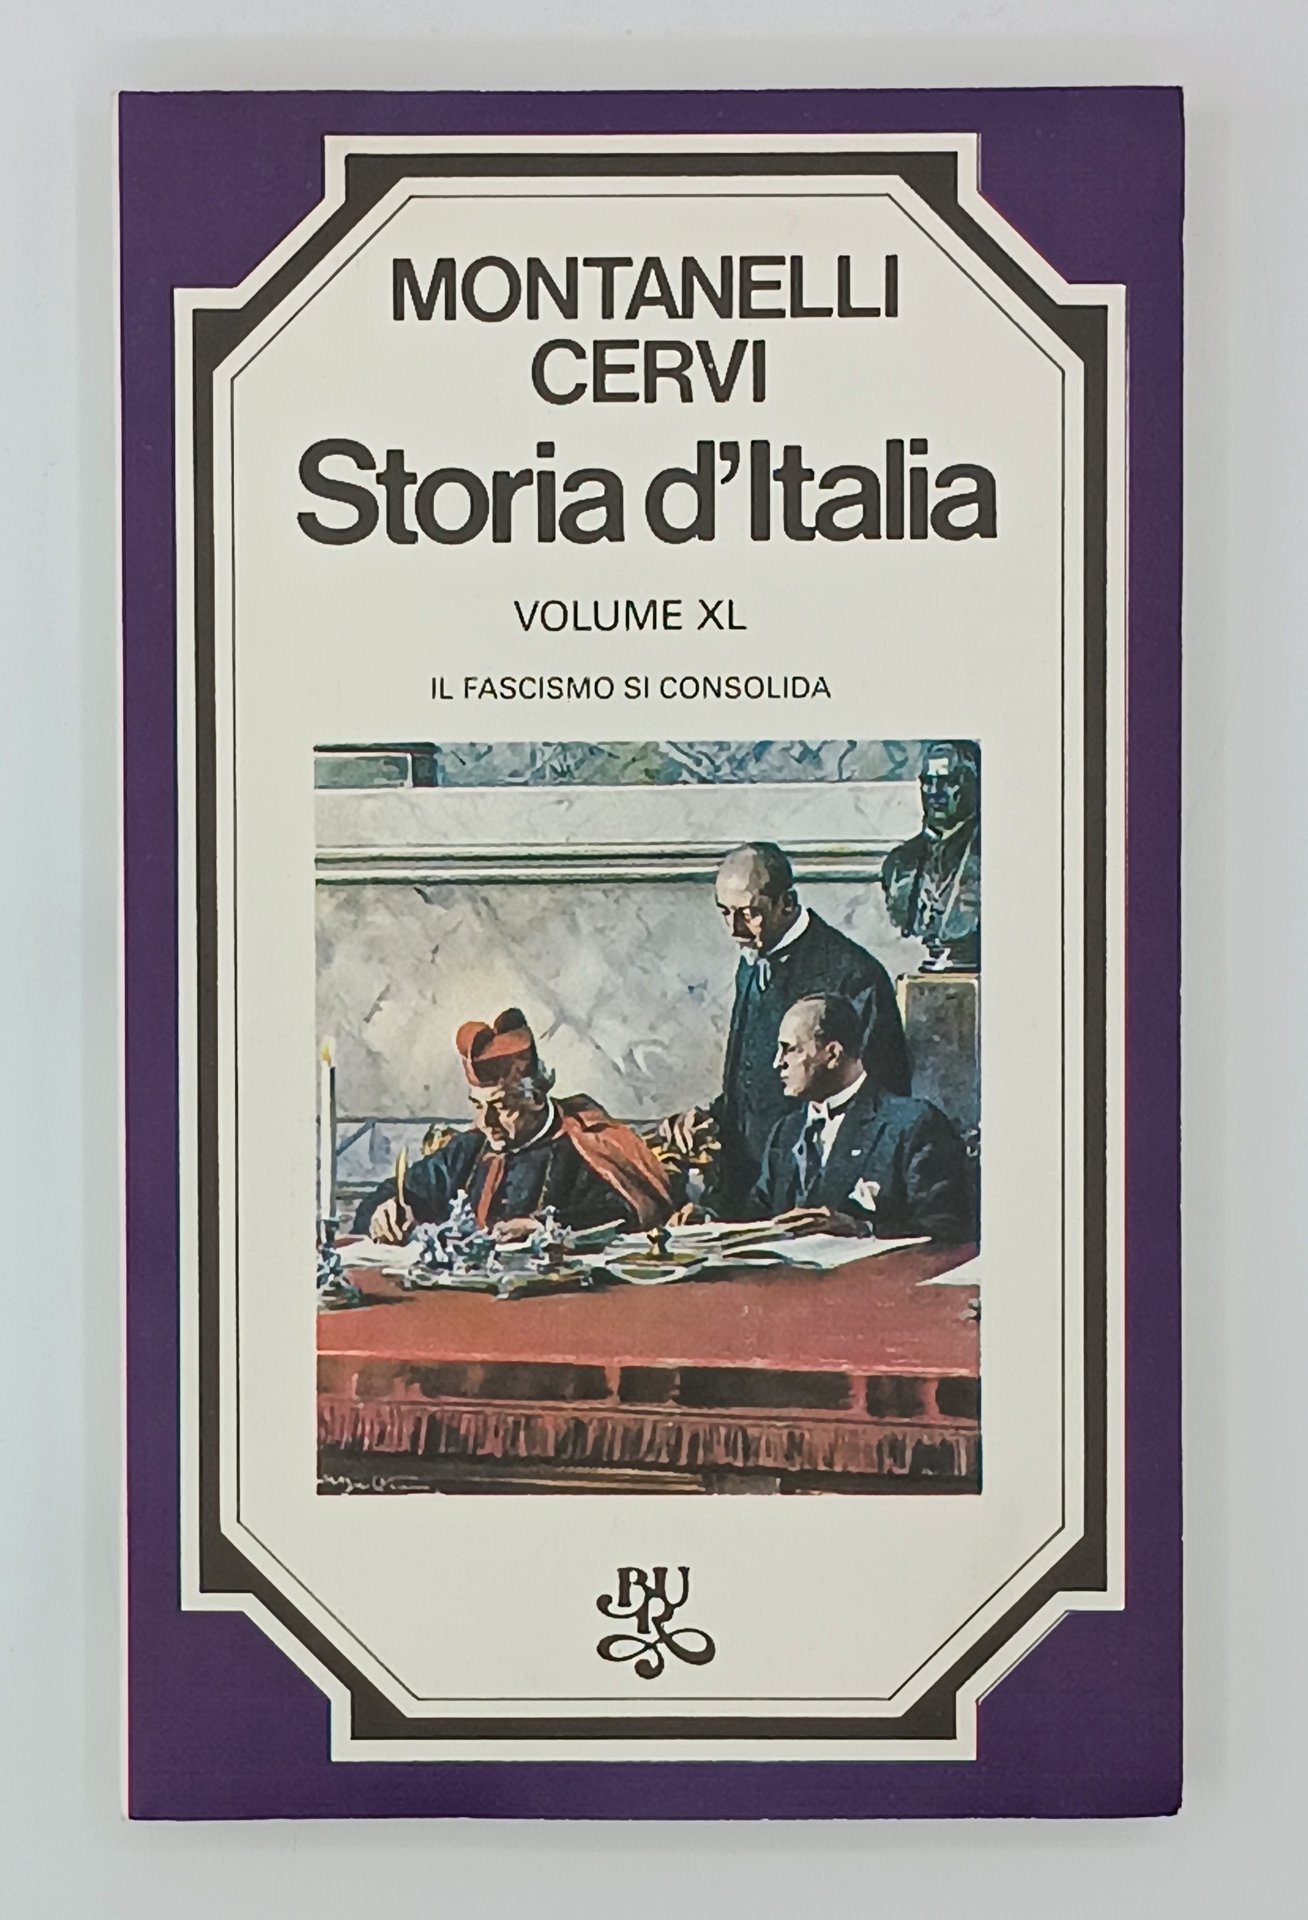 MONTANELLI
CERVI
Storia d'Italia
VOLUME XL
IL FASCISMO SI CONSOLIDA
BUR